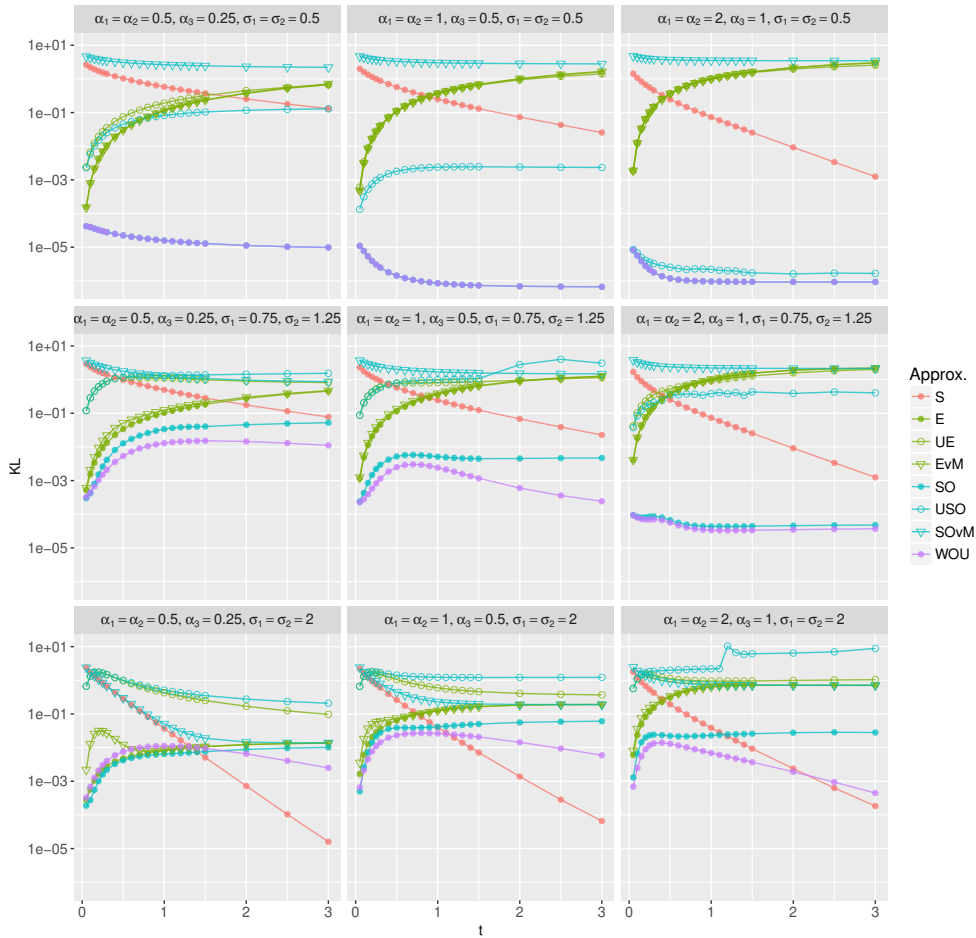 α1 = α2 = 0.5, α3 = 0.25, σ1 = σ2 = 0.5
α1 = α2 = 1, α3 = 0.5, σ1 = σ2 = 0.5
α1 = α2 = 2, α3 = 1, σ1 = σ2 = 0.5
1e+01
1e−01
1e−03
1e−05
α1 = α2 = 0.5, α3 = 0.25, σ1 = 0.75, σ2 = 1.25
α1 = α2 = 1, α3 = 0.5, σ1 = 0.75, σ2 = 1.25
α1 = α2 = 2, α3 = 1, σ1 = 0.75, σ2 = 1.25
1e+01
1e−01
1e−03
1e−05
KL
α1 = α2 = 0.5, α3 = 0.25, σ1 = σ2 = 2
α1 = α2 = 1, α3 = 0.5, σ1 = σ2 = 2
α1 = α2 = 2, α3 = 1, σ1 = σ2 = 2
1e+01
1e−01
1e−03
1e−05
0 1 2 3
0 1 2 3
0 1 2 3
t
Approx.
S
E
UE
EvM
SO
USO
SOvM
WOU